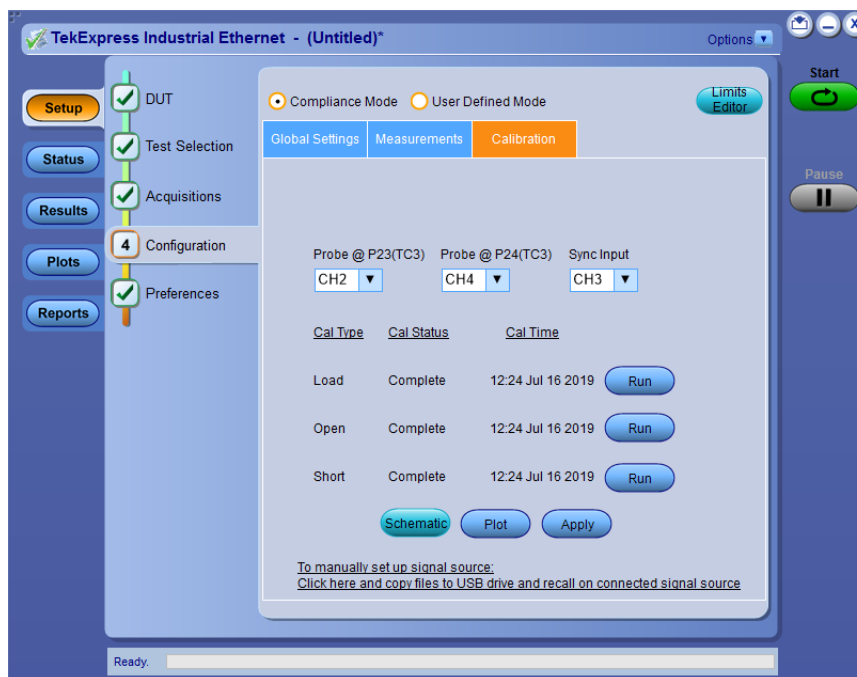 TekExpress Industrial Ethernet - (Untitled)*
Options
Start
Pause
Setup
Status
Results
Plots
Reports
DUT
Test Selection
Acquisitions
4 Configuration
Preferences
Compliance Mode User Defined Mode
Limits
Editor
Global Settings Measurements Calibration
Probe @ P23(TC3) Probe @ P24(TC3) Sync Input
CH2 CH4 CH3
Cal Type Cal Status Cal Time
Load Complete 12:24 Jul 16 2019 Run
Open Complete 12:24 Jul 16 2019 Run
Short Complete 12:24 Jul 16 2019 Run
Schematic Plot Apply
To manually set up signal source:
Click here and copy files to USB drive and recall on connected signal source
Ready.